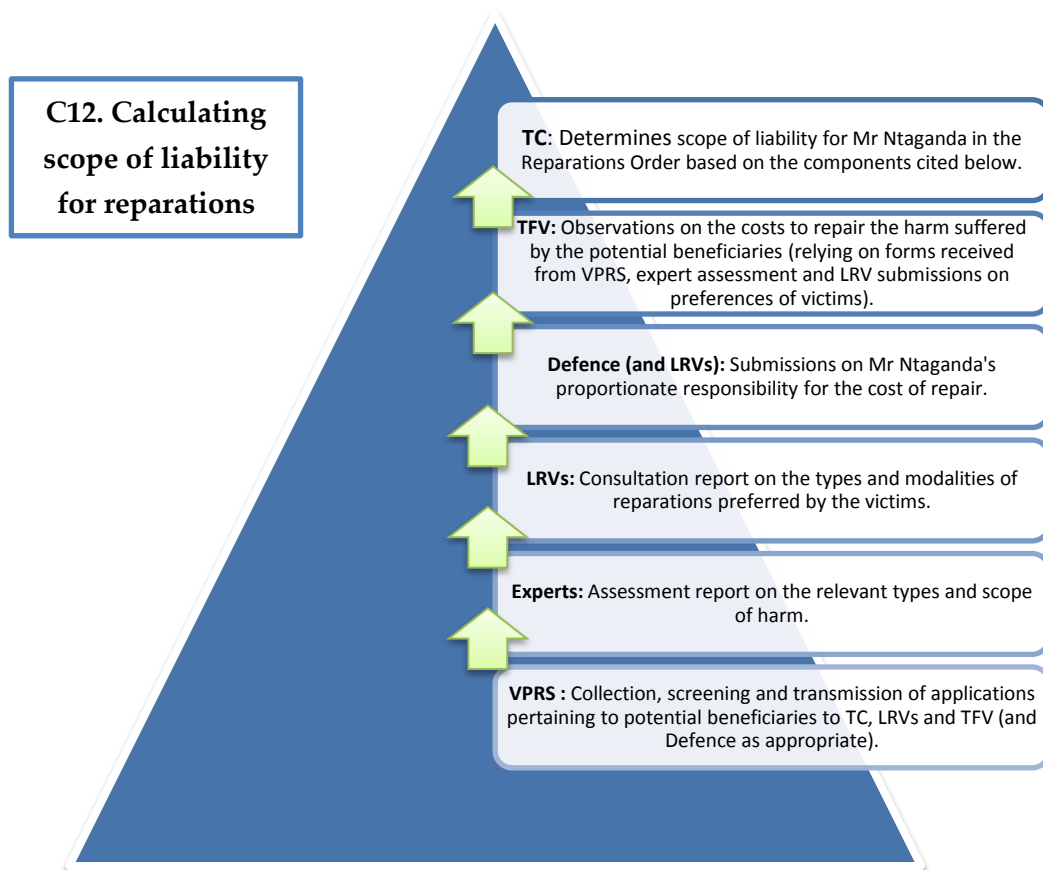 C12. Calculating
scope of liability
for reparations
TC: Determines scope of liability for Mr Ntaganda in the
Reparations Order based on the components cited below.
TFV: Observations on the costs to repair the harm suffered
by the potential beneficiaries (relying on forms received
from VPRS, expert assessment and LRV submissions on
preferences of victims).
Defence (and LRVs): Submissions on Mr Ntaganda's
proportionate responsibility for the cost of repair.
LRVs: Consultation report on the types and modalities of
reparations preferred by the victims.
Experts: Assessment report on the relevant types and scope
of harm.
VPRS : Collection, screening and transmission of applications
pertaining to potential beneficiaries to TC, LRVs and TFV (and
Defence as appropriate).